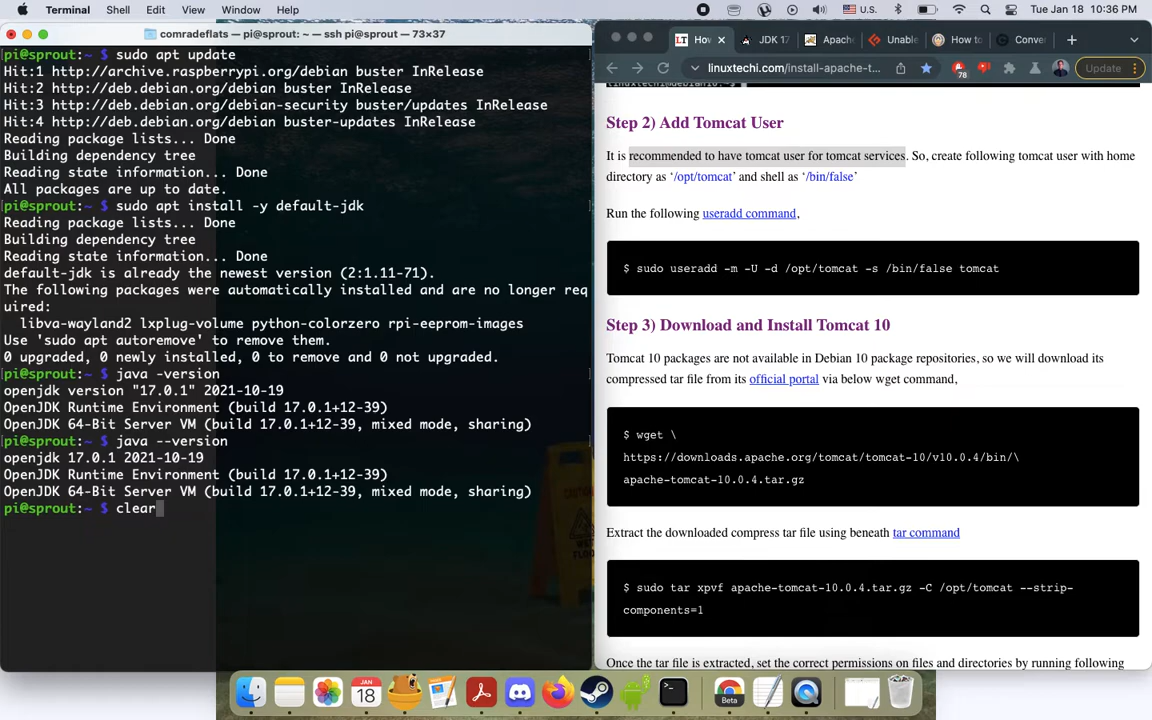 Terminal Shell Edit View Window Help U.S. Tue Jan 18 10:36 PM
comradeflats — pi@sprout: ~ — ssh pi@sprout — 73×37
pi@sprout:~ $ sudo apt update
Hit:1 http://archive.raspberrypi.org/debian buster InRelease
Hit:2 http://deb.debian.org/debian buster InRelease
Hit:3 http://deb.debian.org/debian-security buster/updates InRelease
Hit:4 http://deb.debian.org/debian buster-updates InRelease
Reading package lists... Done
Building dependency tree
Reading state information... Done
All packages are up to date.
pi@sprout:~ $ sudo apt install -y default-jdk
Reading package lists... Done
Building dependency tree
Reading state information... Done
default-jdk is already the newest version (2:1.11-71).
The following packages were automatically installed and are no longer req
uired:
libva-wayland2 lxplug-volume python-colorzero rpi-eeprom-images
Use 'sudo apt autoremove' to remove them.
0 upgraded, 0 newly installed, 0 to remove and 0 not upgraded.
pi@sprout:~ $ java -version
openjdk version "17.0.1" 2021-10-19
OpenJDK Runtime Environment (build 17.0.1+12-39)
OpenJDK 64-Bit Server VM (build 17.0.1+12-39, mixed mode, sharing)
pi@sprout:~ $ java --version
openjdk 17.0.1 2021-10-19
OpenJDK Runtime Environment (build 17.0.1+12-39)
OpenJDK 64-Bit Server VM (build 17.0.1+12-39, mixed mode, sharing)
pi@sprout:~ $ clear
LT How JDK 17 Apache Unable How to Conver
linuxtechi.com/install-apache-t... 78 Update
Step 2) Add Tomcat User
It is recommended to have tomcat user for tomcat services. So, create following tomcat user with home
directory as ‘/opt/tomcat’ and shell as ‘/bin/false’
Run the following useradd command,
$ sudo useradd -m -U -d /opt/tomcat -s /bin/false tomcat
Step 3) Download and Install Tomcat 10
Tomcat 10 packages are not available in Debian 10 package repositories, so we will download its
compressed tar file from its official portal via below wget command,
$ wget \
https://downloads.apache.org/tomcat/tomcat-10/v10.0.4/bin/\
apache-tomcat-10.0.4.tar.gz
Extract the downloaded compress tar file using beneath tar command
$ sudo tar xpvf apache-tomcat-10.0.4.tar.gz -C /opt/tomcat --strip-
components=1
Once the tar file is extracted, set the correct permissions on files and directories by running following
JAN
18
Beta